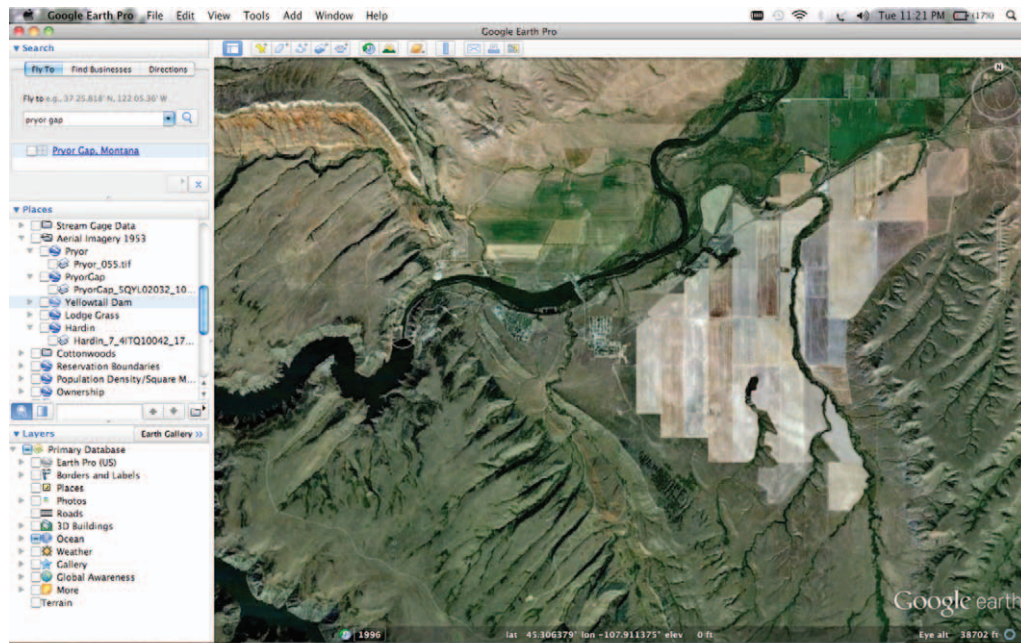 Google Earth Pro File Edit View Tools Add Window Help Tue 11:21 PM (17%)
Google Earth Pro
▼ Search
Fly To Find Businesses Directions
Fly to e.g., 37 25.818' N, 122 05.36' W
pryor gap
Pryor Gap, Montana
▼ Places
Stream Gage Data
Aerial Imagery 1953
Pryor
Pryor_055.tif
PryorGap
PryorGap_5QYL02032_10...
Yellowtail Dam
Lodge Grass
Hardin
Hardin_7_4ITQ10042_17...
Cottonwoods
Reservation Boundaries
Population Density/Square M...
Ownership
▼ Layers
Earth Gallery >>
Primary Database
Earth Pro (US)
Borders and Labels
Places
Photos
Roads
3D Buildings
Ocean
Weather
Gallery
Global Awareness
More
Terrain
N
Google earth
1996 lat 45.306379° lon -107.911375° elev 0 ft Eye alt 38702 ft